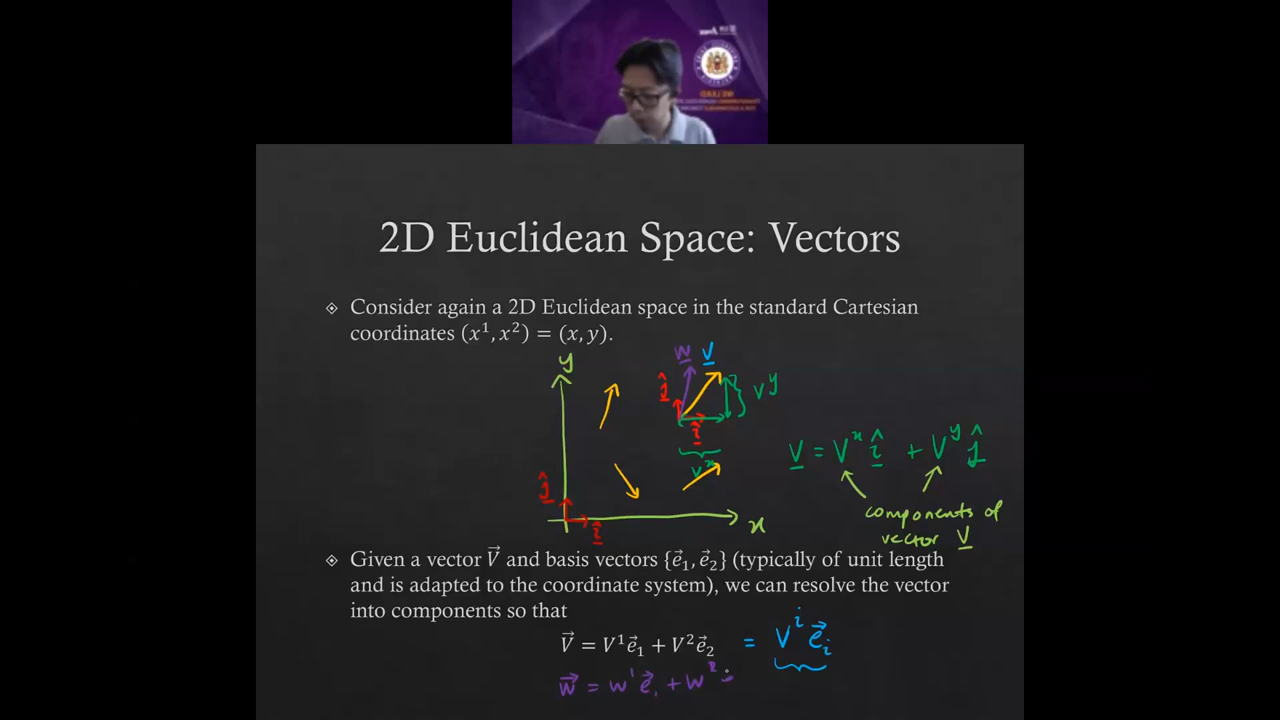 2D Euclidean Space: Vectors
Consider again a 2D Euclidean space in the standard Cartesian
coordinates (x¹, x²) = (x, y).
y
w v
ĵ
V^y
î
V^x
V = V^x î + V^y ĵ
components of
vector V
ĵ
î
x
Given a vector V⃗ and basis vectors {e⃗₁, e⃗₂} (typically of unit length
and is adapted to the coordinate system), we can resolve the vector
into components so that
V⃗ = V¹e⃗₁ + V²e⃗₂ = Vⁱ e⃗ᵢ
w⃗ = w¹ e⃗₁ + w²